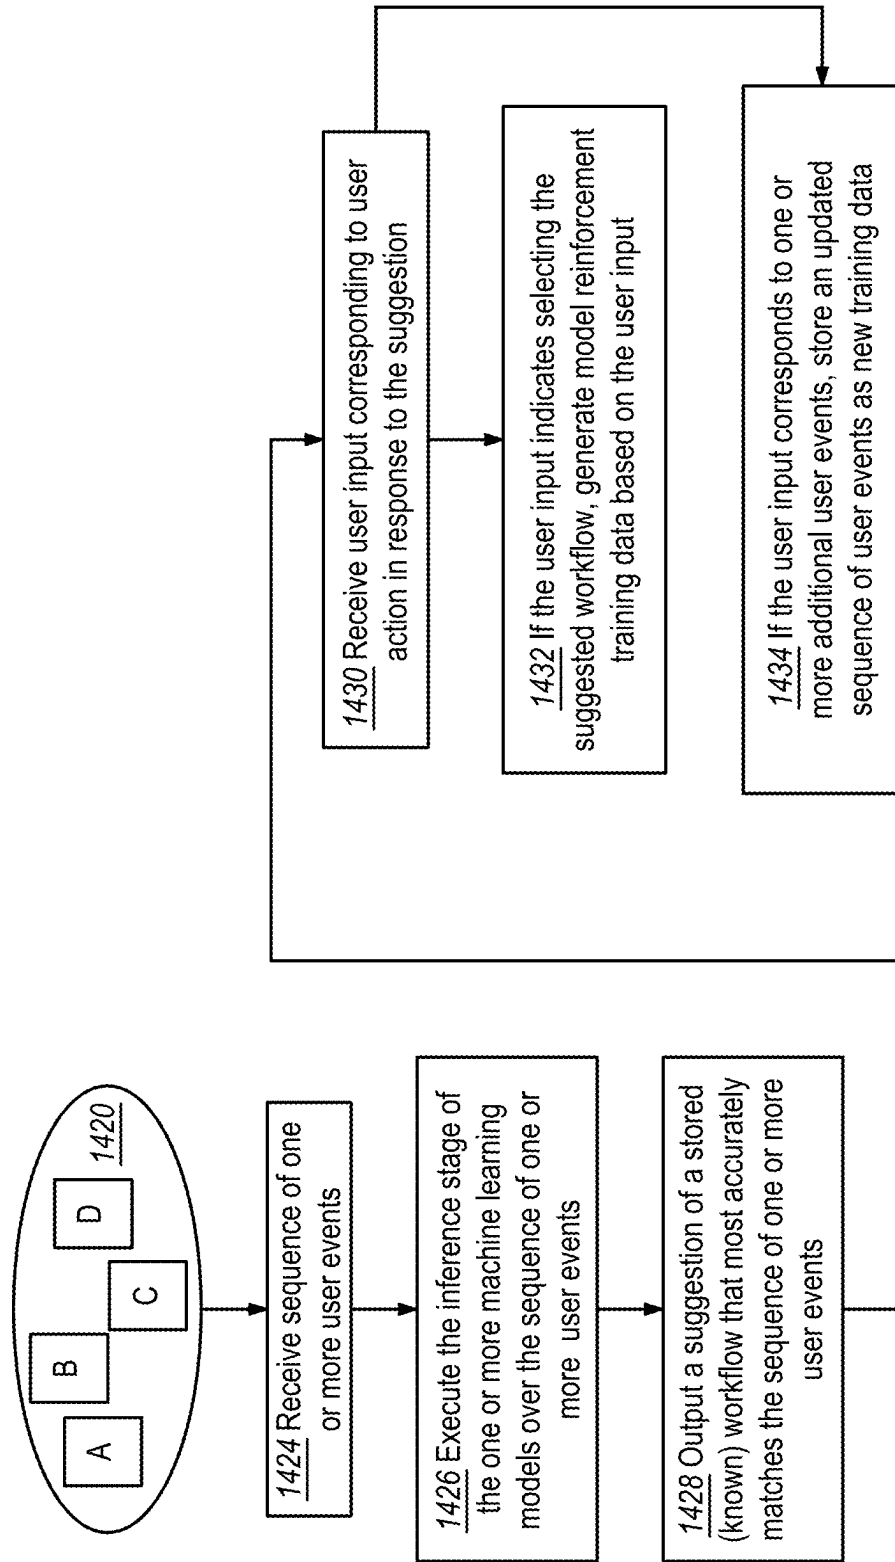 A
B
C
D
1420
1424 Receive sequence of one
or more user events
1426 Execute the inference stage of
the one or more machine learning
models over the sequence of one or
more user events
1428 Output a suggestion of a stored
(known) workflow that most accurately
matches the sequence of one or more
user events
1430 Receive user input corresponding to user
action in response to the suggestion
1432 If the user input indicates selecting the
suggested workflow, generate model reinforcement
training data based on the user input
1434 If the user input corresponds to one or
more additional user events, store an updated
sequence of user events as new training data